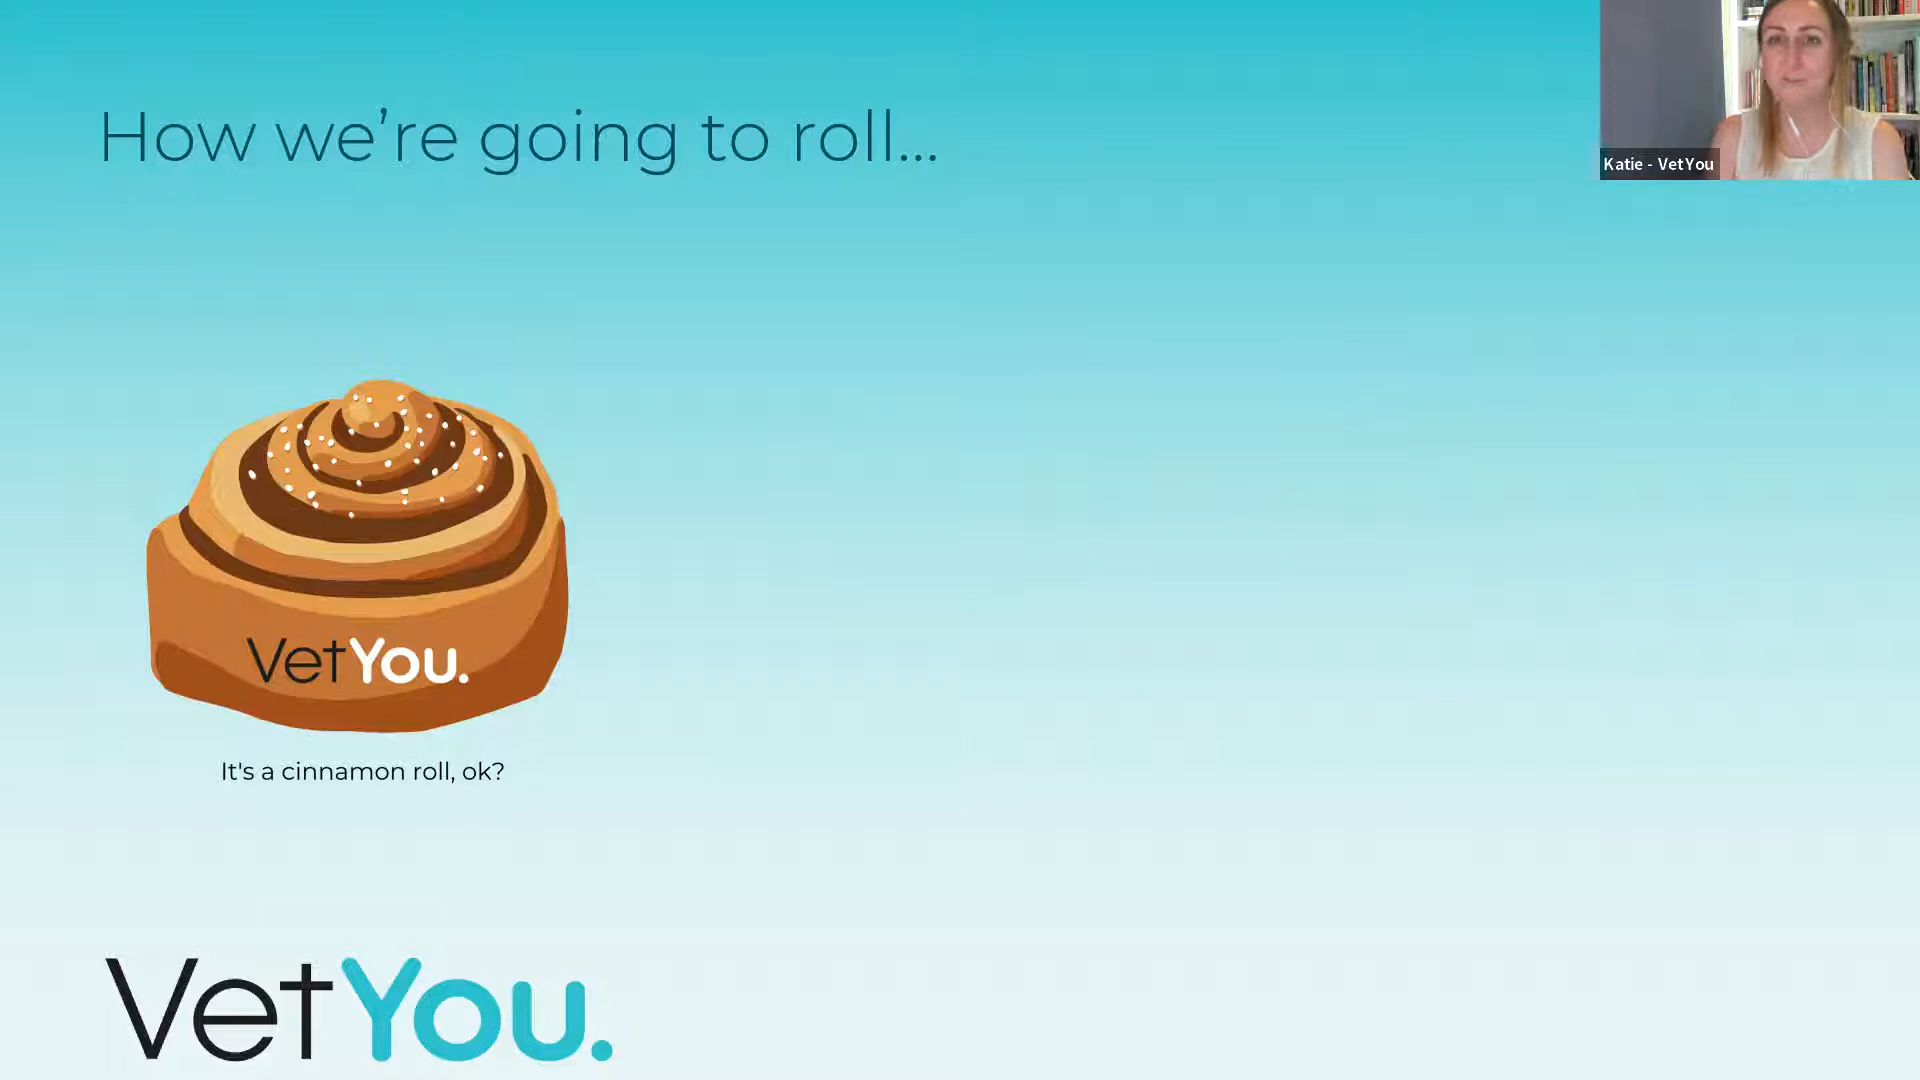 How we’re going to roll...
Katie - VetYou
VetYou.
It's a cinnamon roll, ok?
VetYou.